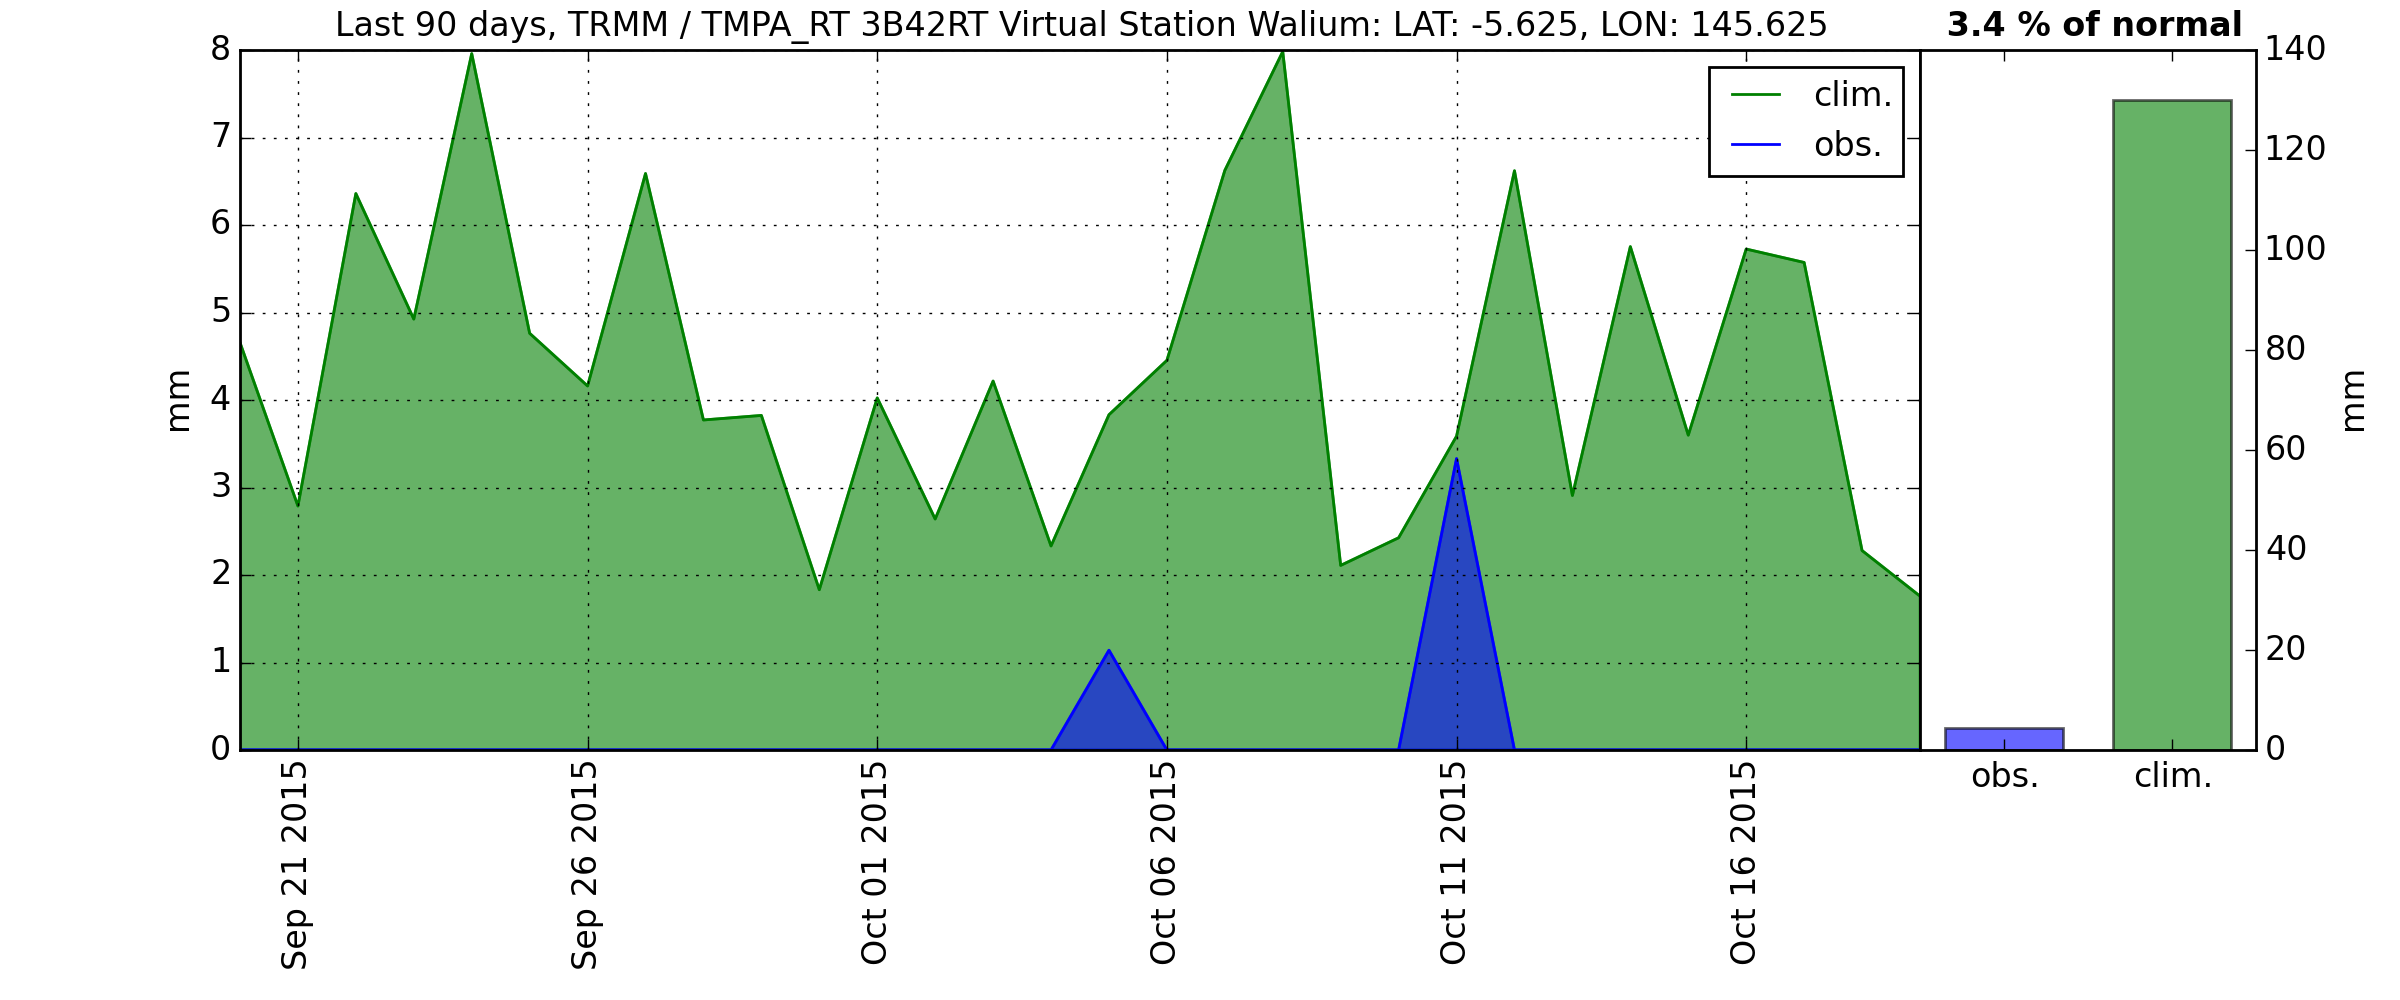 Last 90 days, TRMM / TMPA_RT 3B42RT Virtual Station Walium: LAT: -5.625, LON: 145.625
3.4 % of normal
8
7
6
5
4
3
2
1
0
mm
clim.
obs.
140
120
100
80
60
40
20
0
mm
obs.
clim.
Sep 21 2015
Sep 26 2015
Oct 01 2015
Oct 06 2015
Oct 11 2015
Oct 16 2015